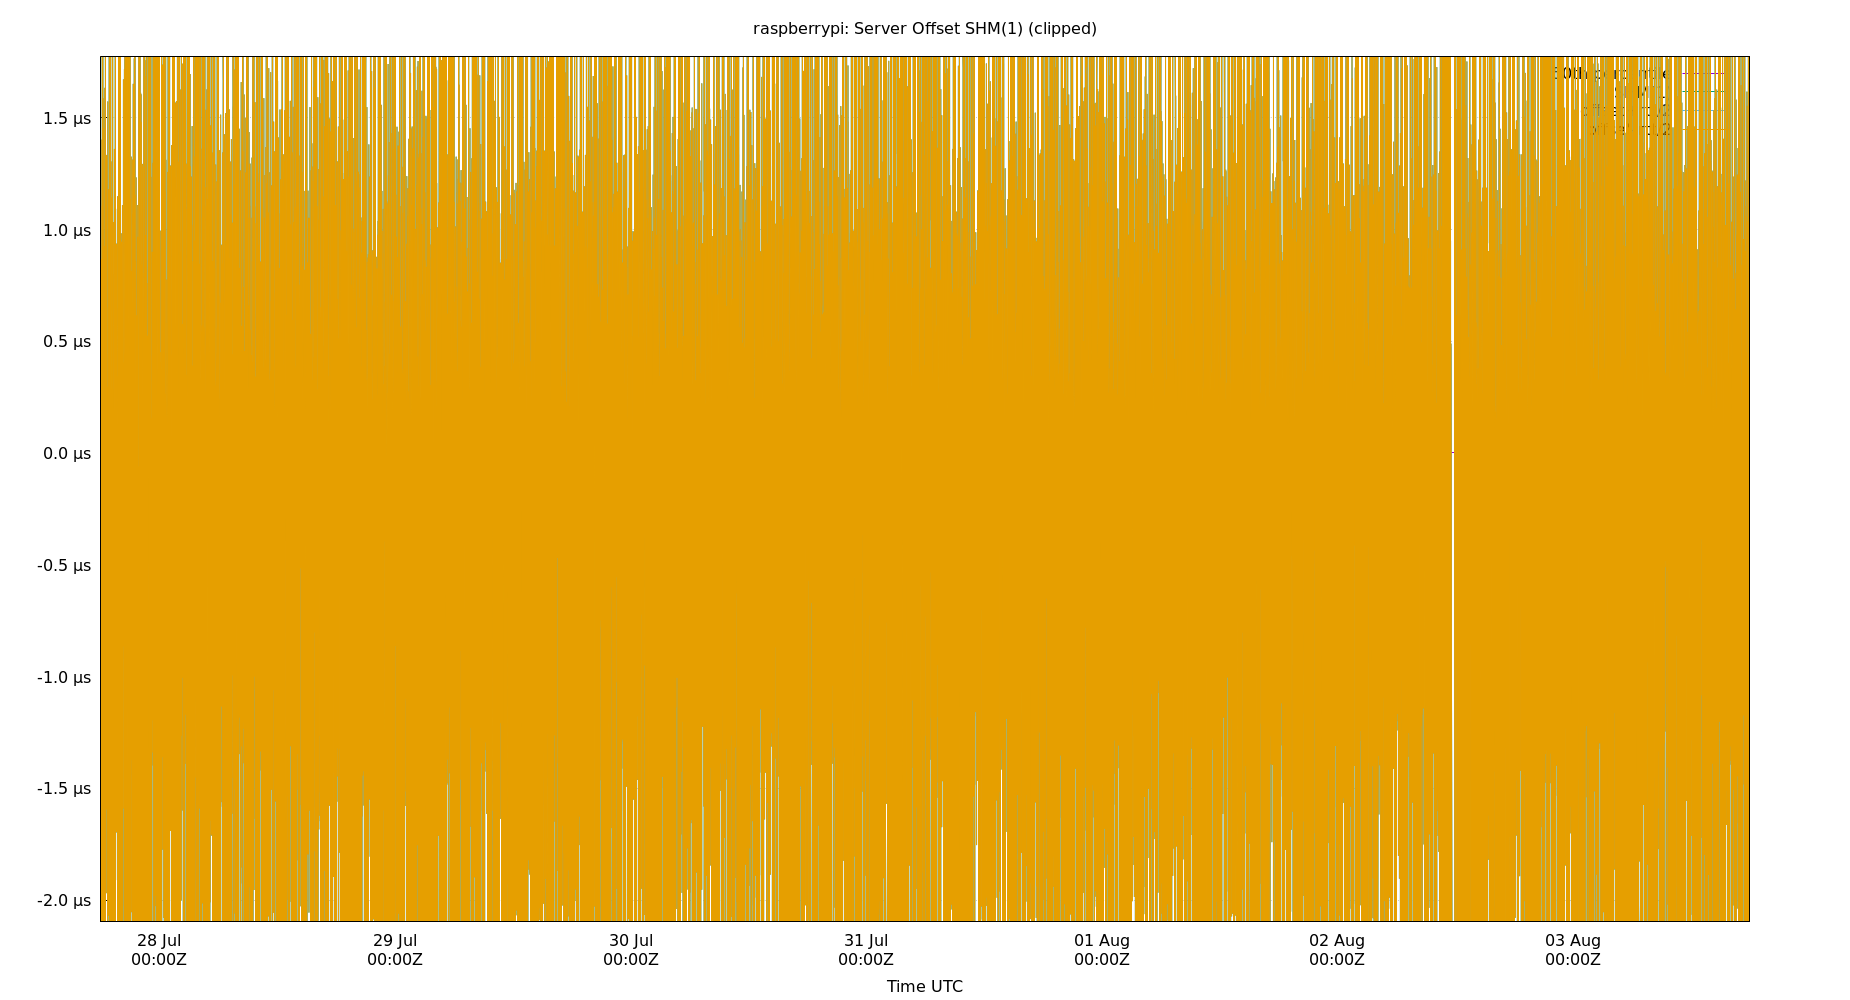 raspberrypi: Server Offset SHM(1) (clipped)
1.5 µs
1.0 µs
0.5 µs
0.0 µs
-0.5 µs
-1.0 µs
-1.5 µs
-2.0 µs
28 Jul 29 Jul 30 Jul 31 Jul 01 Aug 02 Aug 03 Aug
00:00Z 00:00Z 00:00Z 00:00Z 00:00Z 00:00Z 00:00Z
Time UTC